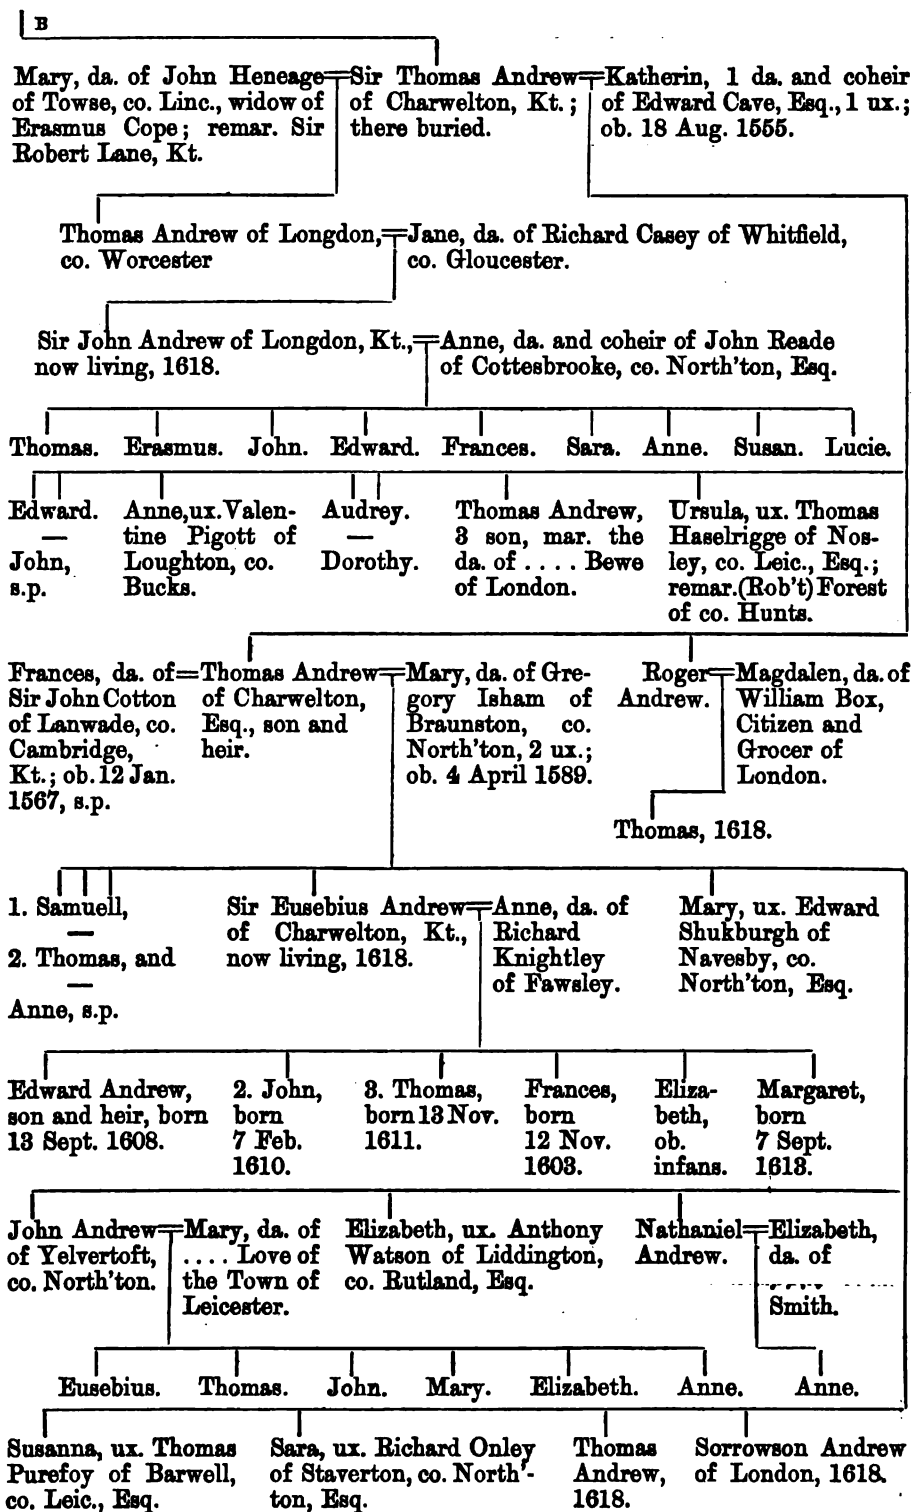 B
Mary, da. of John Heneage
of Towse, co. Linc., widow of
Erasmus Cope; remar. Sir
Robert Lane, Kt.
Sir Thomas Andrew
of Charwelton, Kt.;
there buried.
Katherin, 1 da. and coheir
of Edward Cave, Esq., 1 ux.;
ob. 18 Aug. 1555.
Thomas Andrew of Longdon,
co. Worcester
Jane, da. of Richard Casey of Whitfield,
co. Gloucester.
Sir John Andrew of Longdon, Kt.,
now living, 1618.
Anne, da. and coheir of John Reade
of Cottesbrooke, co. North'ton, Esq.
Thomas. Erasmus. John. Edward. Frances. Sara. Anne. Susan. Lucie.
Edward.
—
John,
s.p.
Anne, ux. Valen-
tine Pigott of
Loughton, co.
Bucks.
Audrey.
—
Dorothy.
Thomas Andrew,
3 son, mar. the
da. of .... Bewe
of London.
Ursula, ux. Thomas
Haselrigge of Nos-
ley, co. Leic., Esq.;
remar. (Rob't) Forest
of co. Hunts.
Frances, da. of
Sir John Cotton
of Lanwade, co.
Cambridge,
Kt.; ob. 12 Jan.
1567, s.p.
=
Thomas Andrew
of Charwelton,
Esq., son and
heir.
Mary, da. of Gre-
gory Isham of
Braunston, co.
North'ton, 2 ux.;
ob. 4 April 1589.
Roger
Andrew.
Magdalen, da. of
William Box,
Citizen and
Grocer of
London.
Thomas, 1618.
1. Samuell,
—
2. Thomas, and
—
Anne, s.p.
Sir Eusebius Andrew
of Charwelton, Kt.,
now living, 1618.
Anne, da. of
Richard
Knightley
of Fawsley.
Mary, ux. Edward
Shukburgh of
Navesby, co.
North'ton, Esq.
Edward Andrew,
son and heir, born
13 Sept. 1608.
2. John,
born
7 Feb.
1610.
3. Thomas,
born 13 Nov.
1611.
Frances,
born
12 Nov.
1603.
Eliza-
beth,
ob.
infans.
Margaret,
born
7 Sept.
1613.
John Andrew
of Yelvertoft,
co. North'ton.
Mary, da. of
.... Love of
the Town of
Leicester.
Elizabeth, ux. Anthony
Watson of Liddington,
co. Rutland, Esq.
Nathaniel
Andrew.
Elizabeth,
da. of
....
Smith.
Eusebius. Thomas. John. Mary. Elizabeth. Anne. Anne.
Susanna, ux. Thomas
Purefoy of Barwell,
co. Leic., Esq.
Sara, ux. Richard Onley
of Staverton, co. North'-
ton, Esq.
Thomas
Andrew,
1618.
Sorrowson Andrew
of London, 1618.